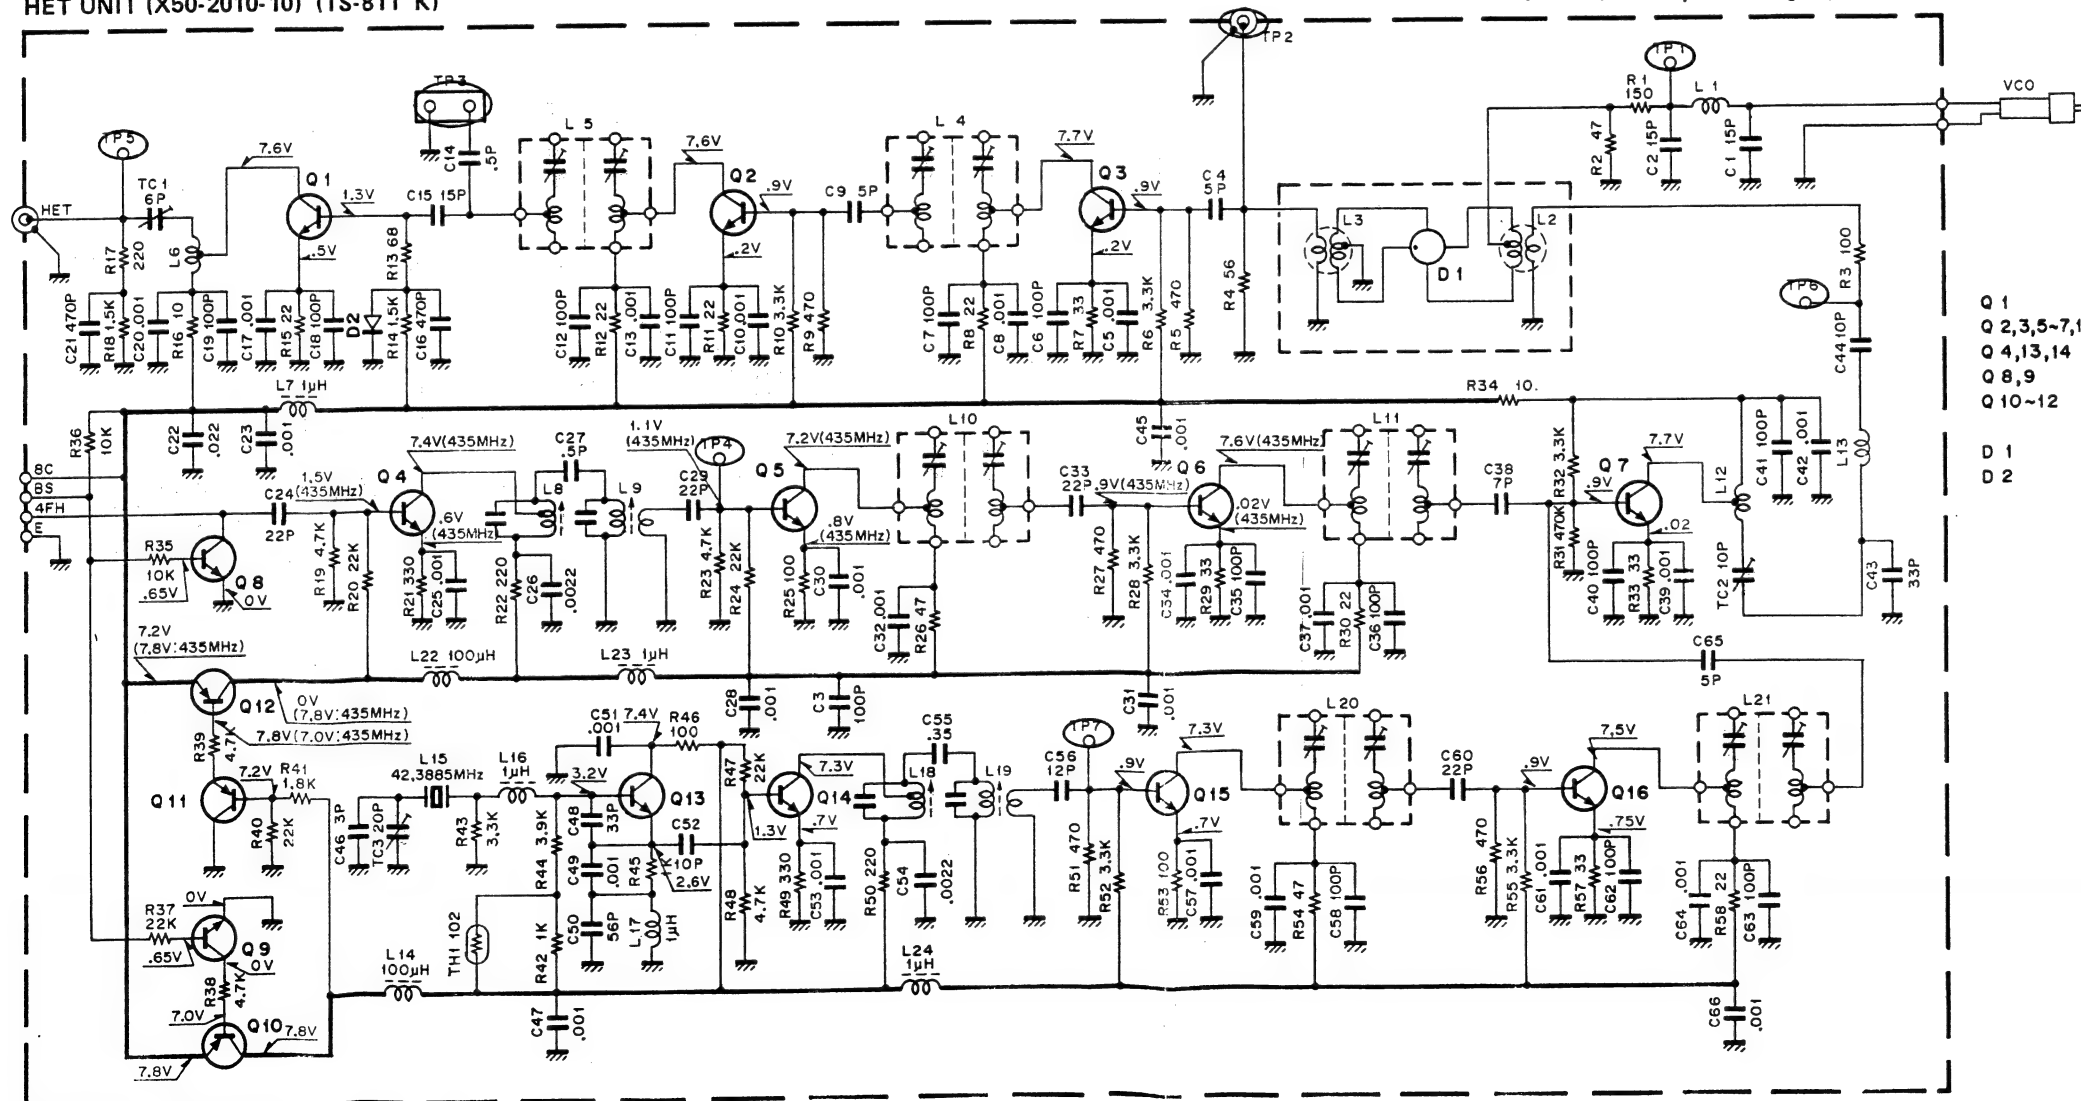 HET UNIT (X50-2010-10) (TS-811 K)
TP2
TP1
R1
150
L1
VCO
TP3
TP5
TC1
6P
7.6V
Q1
1.3V
C15 15P
C14
.5P
L5
7.6V
Q2
.9V
C9 5P
L4
7.7V
Q3
.9V
C4
5P
R2 47
C2 15P
C1 15P
HET
R17
220
L6
.5V
R13 68
.2V
.2V
R4 56
L3
D1
L2
R3 100
TP6
C44 10P
C21 470P
R18 1.5K
C20 .001
R16 10
C19 100P
C17 .001
R15 22
C18 100P
D2
R14 1.5K
C16 470P
C12 100P
R12 22
C13 .001
C11 100P
R11 22
C10 .001
R10 3.3K
R9 470
C7 100P
R8 22
C8 .001
C6 100P
R7 33
C5 .001
R6 3.3K
R5 470
Q 1
Q 2,3,5~7,1
Q 4,13,14
Q 8,9
Q 10~12
D 1
D 2
L7 1μH
R34 10.
R36
10K
C22
.022
C23
.001
7.4V(435MHz)
C27
.5P
1.1V
(435MHz)
TP4
7.2V(435MHz)
L10
C45
.001
7.6V(435MHz)
L11
R32 3.3K
7.7V
L12
C41 100P
C42 .001
L13
8C
8S
4FH
E
1.5V
(435MHz)
C24
22P
Q4
L8
L9
C29
22P
Q5
C33
22P
.9V(435MHz)
Q6
.02V
(435MHz)
C38
7P
Q7
.9V
.02
R35
10K
.65V
Q8
0V
R19 4.7K
R20 22K
.6V
(435MHz)
R21 330
C25 .001
R22 220
C26
.0022
R23 4.7K
R24 22K
.8V
(435MHz)
R25 100
C30
.001
C32 .001
R26 47
R27 470
R28 3.3K
C34 .001
R29 33
C35 100P
C37 .001
R30 22
C36 100P
R31 470K
C40 100P
R33 33
C39 .001
TC2 10P
C43
33P
7.2V
(7.8V:435MHz)
L22 100μH
L23 1μH
C65
5P
Q12
0V
(7.8V:435MHz)
7.8V(7.0V:435MHz)
R39
4.7K
C28
.001
C3
100P
C31
.001
C51
.001
7.4V
R46
100
C55
.35
TP7
L20
L21
7.2V
R41
1.8K
L15
42.3885MHz
L16
1μH
3.2V
Q13
R47
22K
7.3V
Q14
L18
L19
C56
12P
.9V
7.3V
Q15
C60
22P
.9V
7.5V
Q16
Q11
R40
22K
C46 3P
TC3 20P
R43
3.3K
R44 3.9K
C48
33P
C49
.001
R45
1K
C52
10P
2.6V
1.3V
.7V
R48
4.7K
R49 330
C53 .001
R50 220
C54
.0022
R51 470
R52 3.3K
.7V
R53 100
C57 .001
C59 .001
R54 47
C58 100P
R56 470
R55 3.3K
.75V
C61 .001
R57 33
C62 100P
C64 .001
R58 22
C63 100P
0V
R37
22K
.65V
Q9
0V
R38
4.7K
7.0V
Q10
7.8V
7.8V
L14
100μH
TH1 102
R42 1K
C50
56P
L17
1μH
L24
1μH
C47
.001
C66
.001